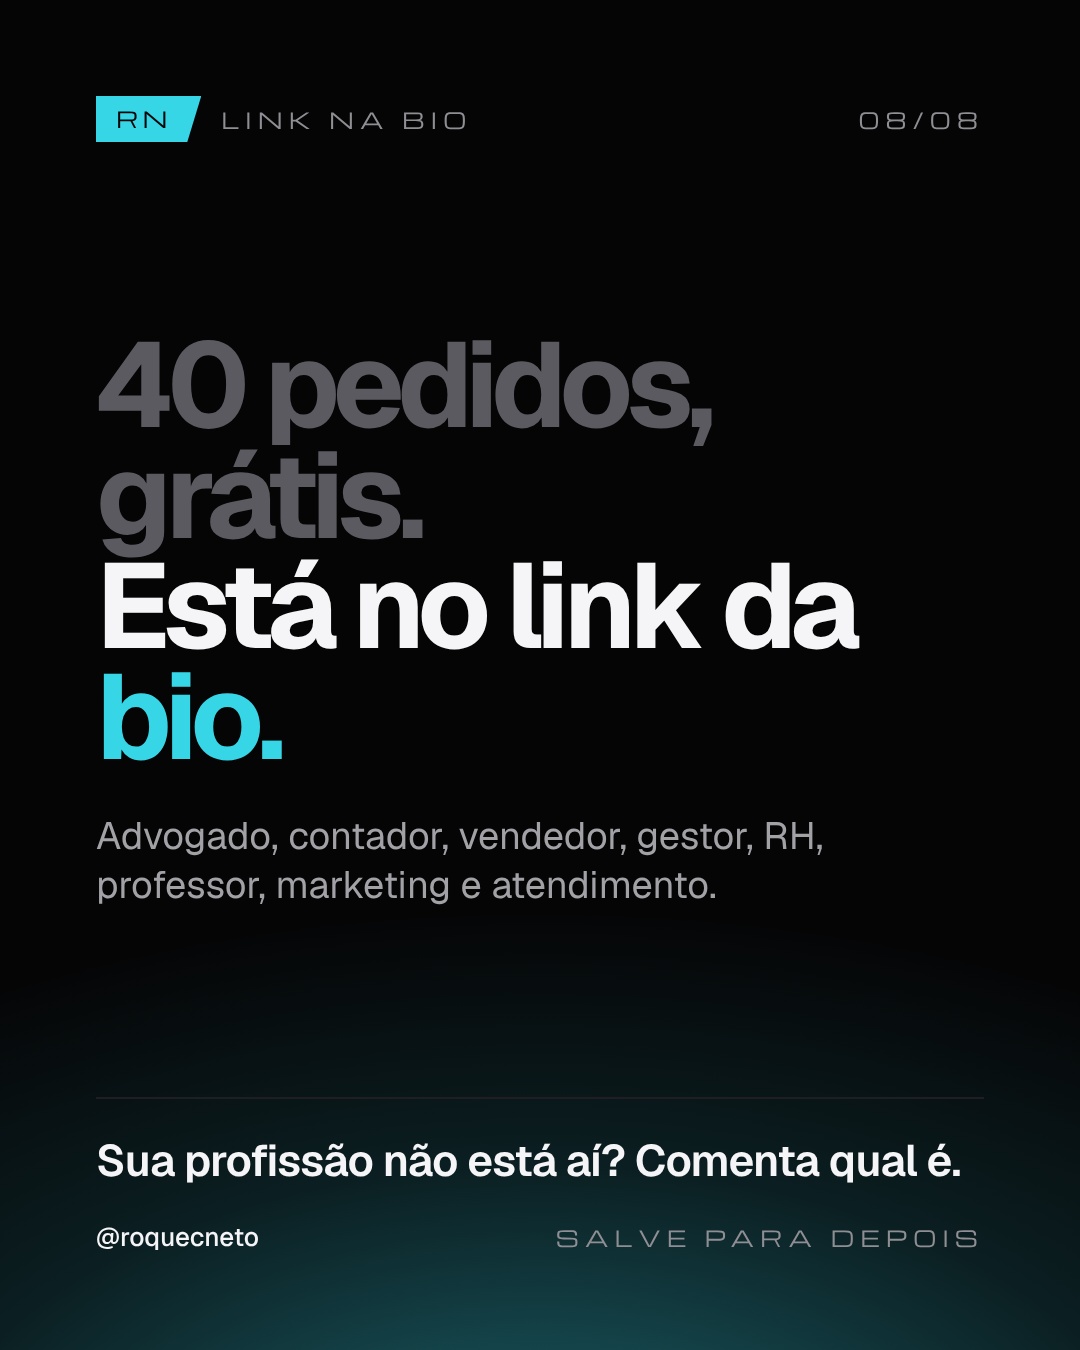 RN LINK NA BIO 08/08
40 pedidos,
grátis.
Está no link da
bio.
Advogado, contador, vendedor, gestor, RH,
professor, marketing e atendimento.
Sua profissão não está aí? Comenta qual é.
@roquecneto SALVE PARA DEPOIS